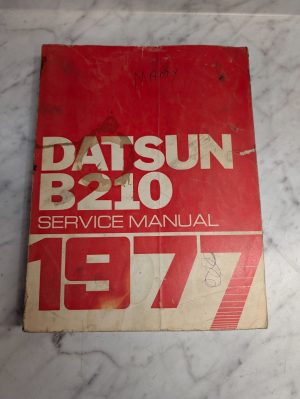 DATSUN
B210
SERVICE MANUAL
1977